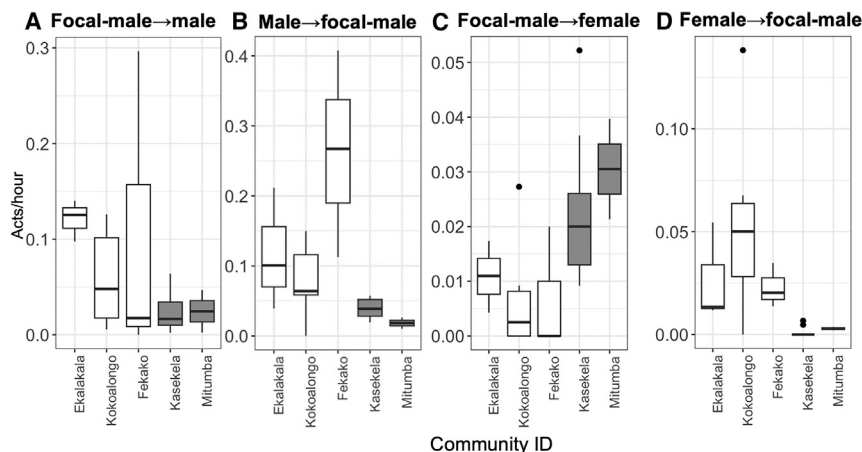 A Focal-male→male
B Male→focal-male
C Focal-male→female
D Female→focal-male
Acts/hour
0.3
0.2
0.1
0.0
Ekalakala
Kokoalongo
Fekako
Kasekela
Mitumba
0.4
0.3
0.2
0.1
0.0
Ekalakala
Kokoalongo
Fekako
Kasekela
Mitumba
0.05
0.04
0.03
0.02
0.01
0.00
Ekalakala
Kokoalongo
Fekako
Kasekela
Mitumba
0.10
0.05
0.00
Ekalakala
Kokoalongo
Fekako
Kasekela
Mitumba
Community ID